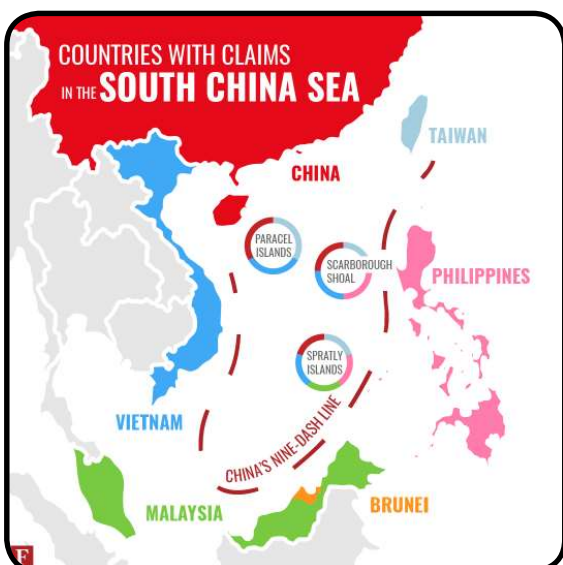 COUNTRIES WITH CLAIMS
IN THE SOUTH CHINA SEA
TAIWAN
CHINA
PARACEL
ISLANDS
SCARBOROUGH
SHOAL
PHILIPPINES
SPRATLY
ISLANDS
VIETNAM
CHINA'S NINE-DASH LINE
MALAYSIA
BRUNEI
F